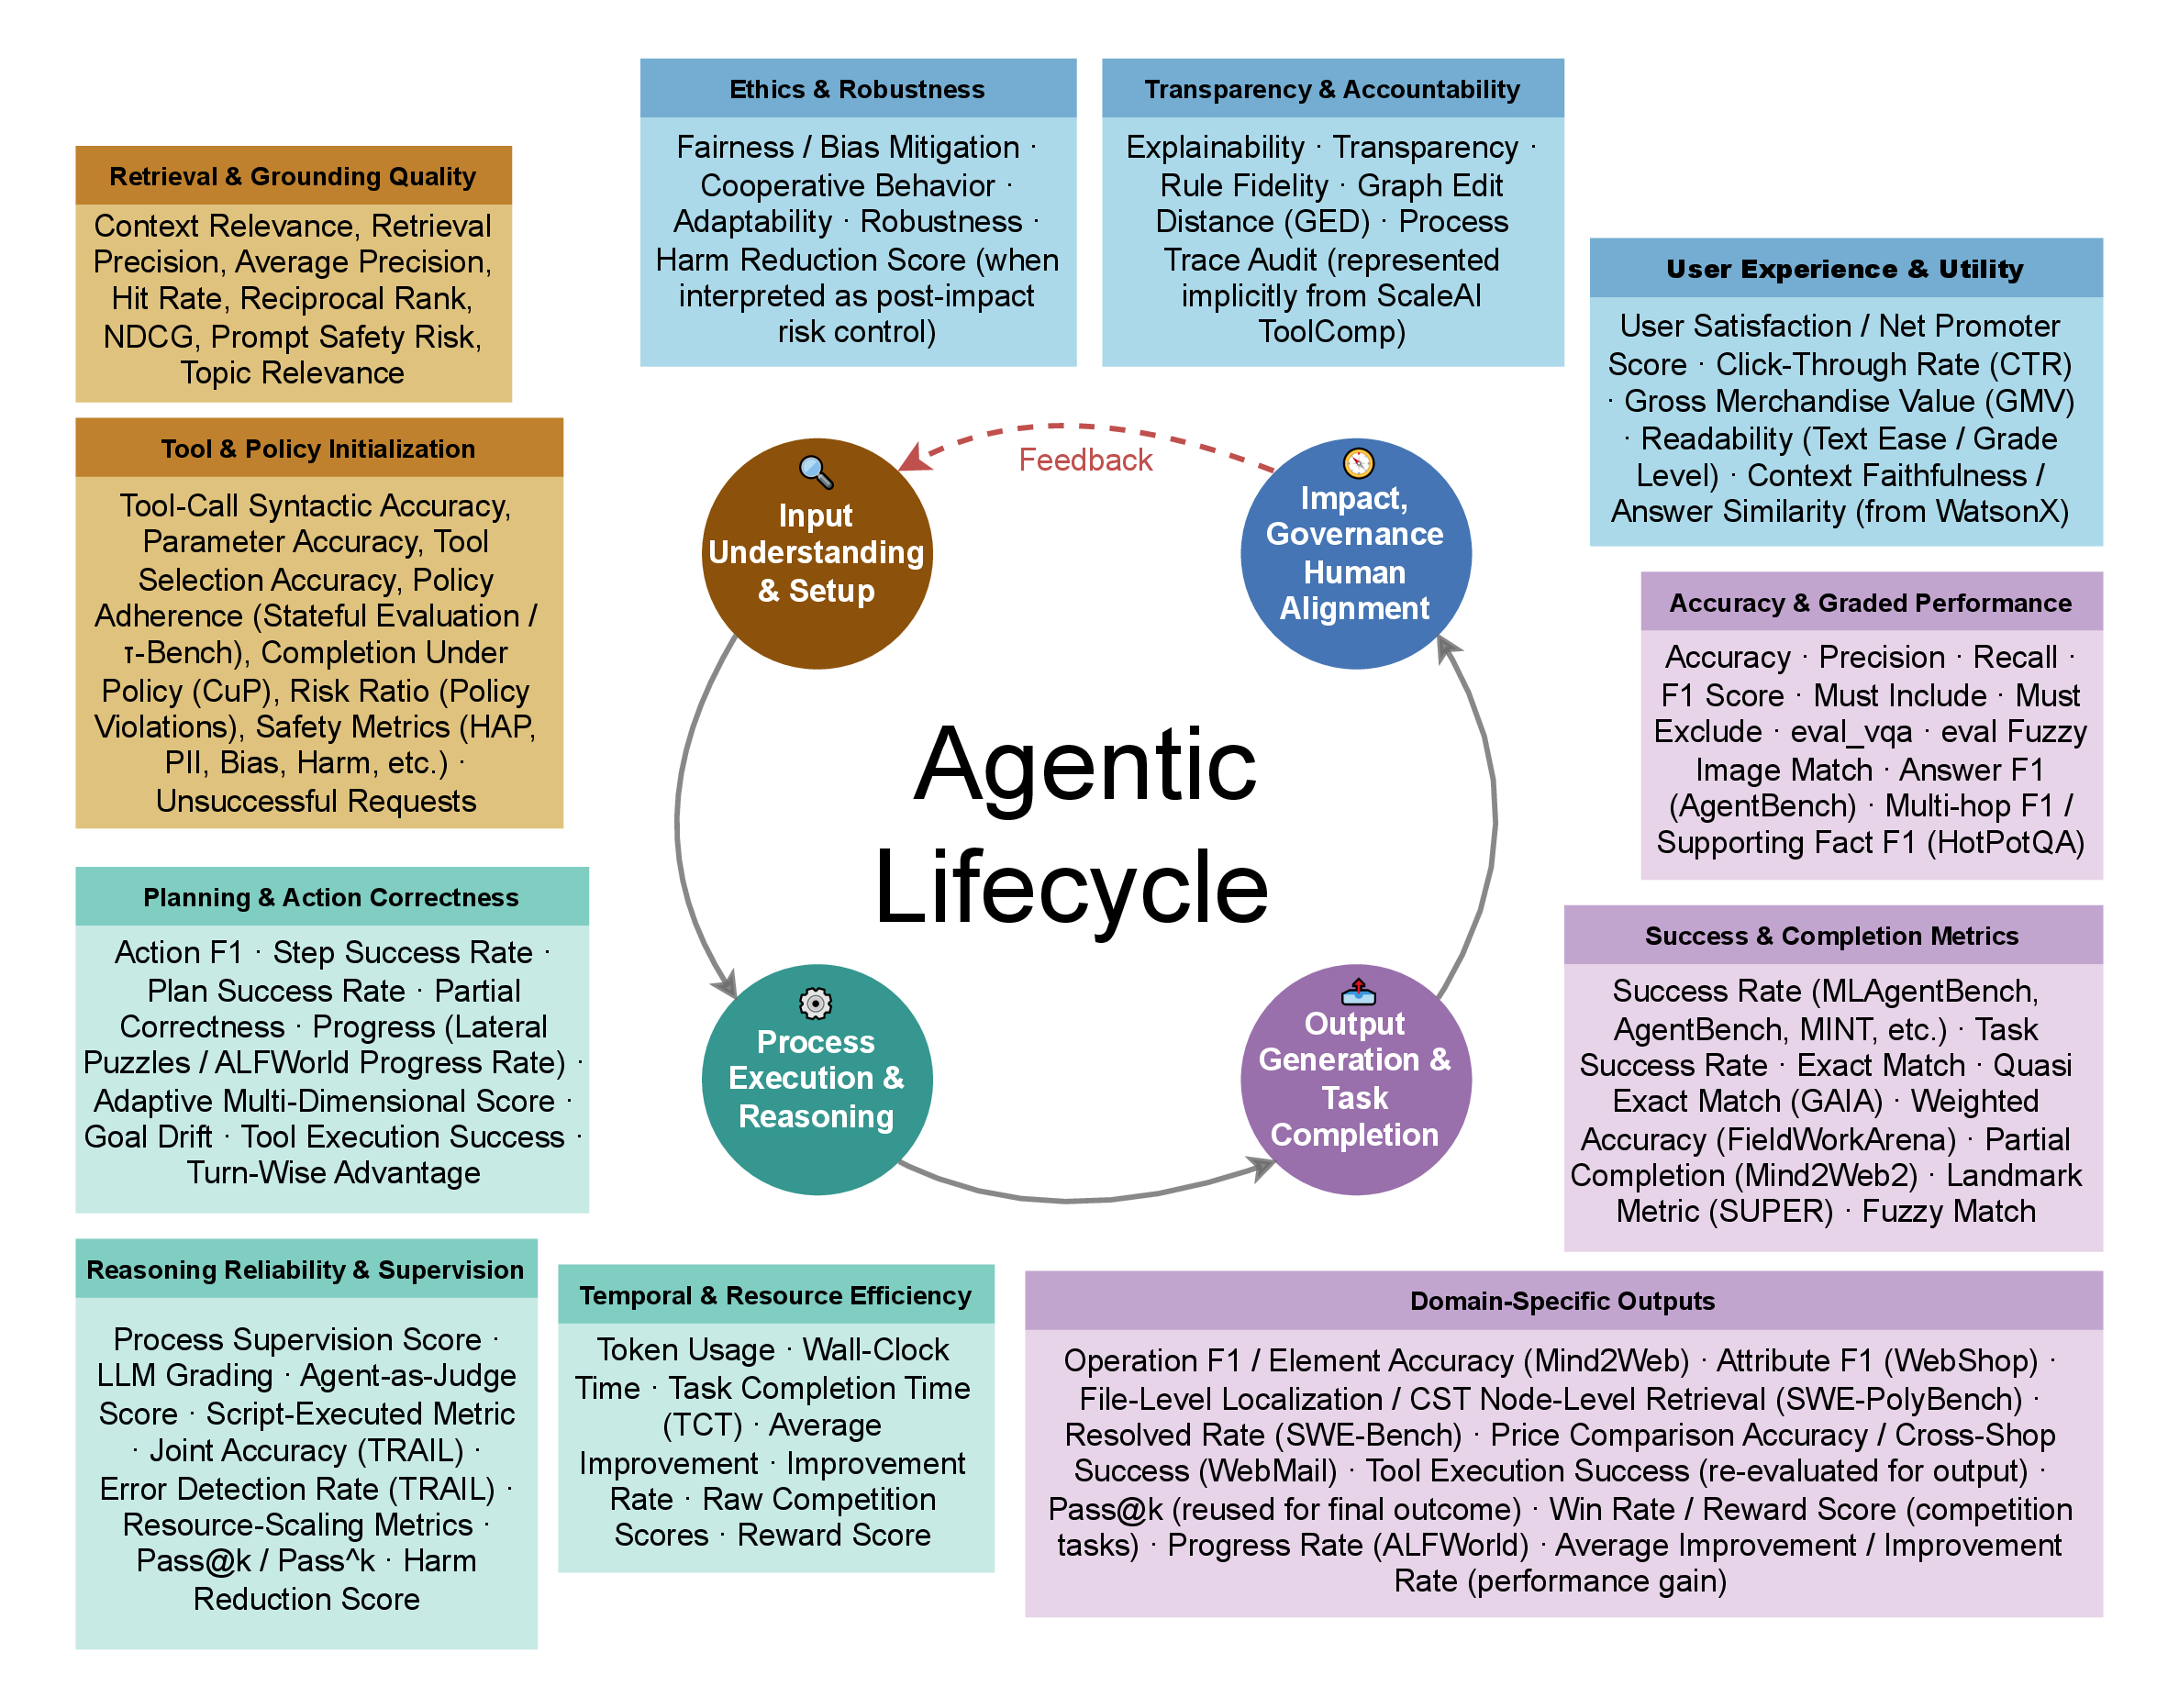 Ethics & Robustness
Fairness / Bias Mitigation ·
Cooperative Behavior ·
Adaptability · Robustness ·
Harm Reduction Score (when
interpreted as post-impact
risk control)
Transparency & Accountability
Explainability · Transparency ·
Rule Fidelity · Graph Edit
Distance (GED) · Process
Trace Audit (represented
implicitly from ScaleAI
ToolComp)
Retrieval & Grounding Quality
Context Relevance, Retrieval
Precision, Average Precision,
Hit Rate, Reciprocal Rank,
NDCG, Prompt Safety Risk,
Topic Relevance
User Experience & Utility
User Satisfaction / Net Promoter
Score · Click-Through Rate (CTR)
· Gross Merchandise Value (GMV)
· Readability (Text Ease / Grade
Level) · Context Faithfulness /
Answer Similarity (from WatsonX)
Tool & Policy Initialization
Tool-Call Syntactic Accuracy,
Parameter Accuracy, Tool
Selection Accuracy, Policy
Adherence (Stateful Evaluation /
τ-Bench), Completion Under
Policy (CuP), Risk Ratio (Policy
Violations), Safety Metrics (HAP,
PII, Bias, Harm, etc.) ·
Unsuccessful Requests
Feedback
Input
Understanding
& Setup
Impact,
Governance
Human
Alignment
Accuracy & Graded Performance
Accuracy · Precision · Recall ·
F1 Score · Must Include · Must
Exclude · eval_vqa · eval Fuzzy
Image Match · Answer F1
(AgentBench) · Multi-hop F1 /
Supporting Fact F1 (HotPotQA)
Agentic
Lifecycle
Planning & Action Correctness
Action F1 · Step Success Rate ·
Plan Success Rate · Partial
Correctness · Progress (Lateral
Puzzles / ALFWorld Progress Rate) ·
Adaptive Multi-Dimensional Score ·
Goal Drift · Tool Execution Success ·
Turn-Wise Advantage
Process
Execution &
Reasoning
Output
Generation &
Task
Completion
Success & Completion Metrics
Success Rate (MLAgentBench,
AgentBench, MINT, etc.) · Task
Success Rate · Exact Match · Quasi
Exact Match (GAIA) · Weighted
Accuracy (FieldWorkArena) · Partial
Completion (Mind2Web2) · Landmark
Metric (SUPER) · Fuzzy Match
Reasoning Reliability & Supervision
Process Supervision Score ·
LLM Grading · Agent-as-Judge
Score · Script-Executed Metric
· Joint Accuracy (TRAIL) ·
Error Detection Rate (TRAIL) ·
Resource-Scaling Metrics ·
Pass@k / Pass^k · Harm
Reduction Score
Temporal & Resource Efficiency
Token Usage · Wall-Clock
Time · Task Completion Time
(TCT) · Average
Improvement · Improvement
Rate · Raw Competition
Scores · Reward Score
Domain-Specific Outputs
Operation F1 / Element Accuracy (Mind2Web) · Attribute F1 (WebShop) ·
File-Level Localization / CST Node-Level Retrieval (SWE-PolyBench) ·
Resolved Rate (SWE-Bench) · Price Comparison Accuracy / Cross-Shop
Success (WebMail) · Tool Execution Success (re-evaluated for output) ·
Pass@k (reused for final outcome) · Win Rate / Reward Score (competition
tasks) · Progress Rate (ALFWorld) · Average Improvement / Improvement
Rate (performance gain)